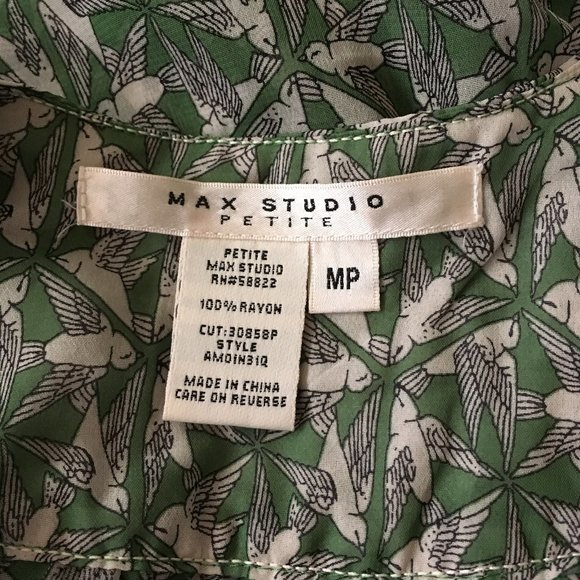 MAX STUDIO
PETITE
MP
PETITE
MAX STUDIO
RN#58822
100% RAYON
CUT:30858P
STYLE
AM01N31Q
MADE IN CHINA
CARE ON REVERSE